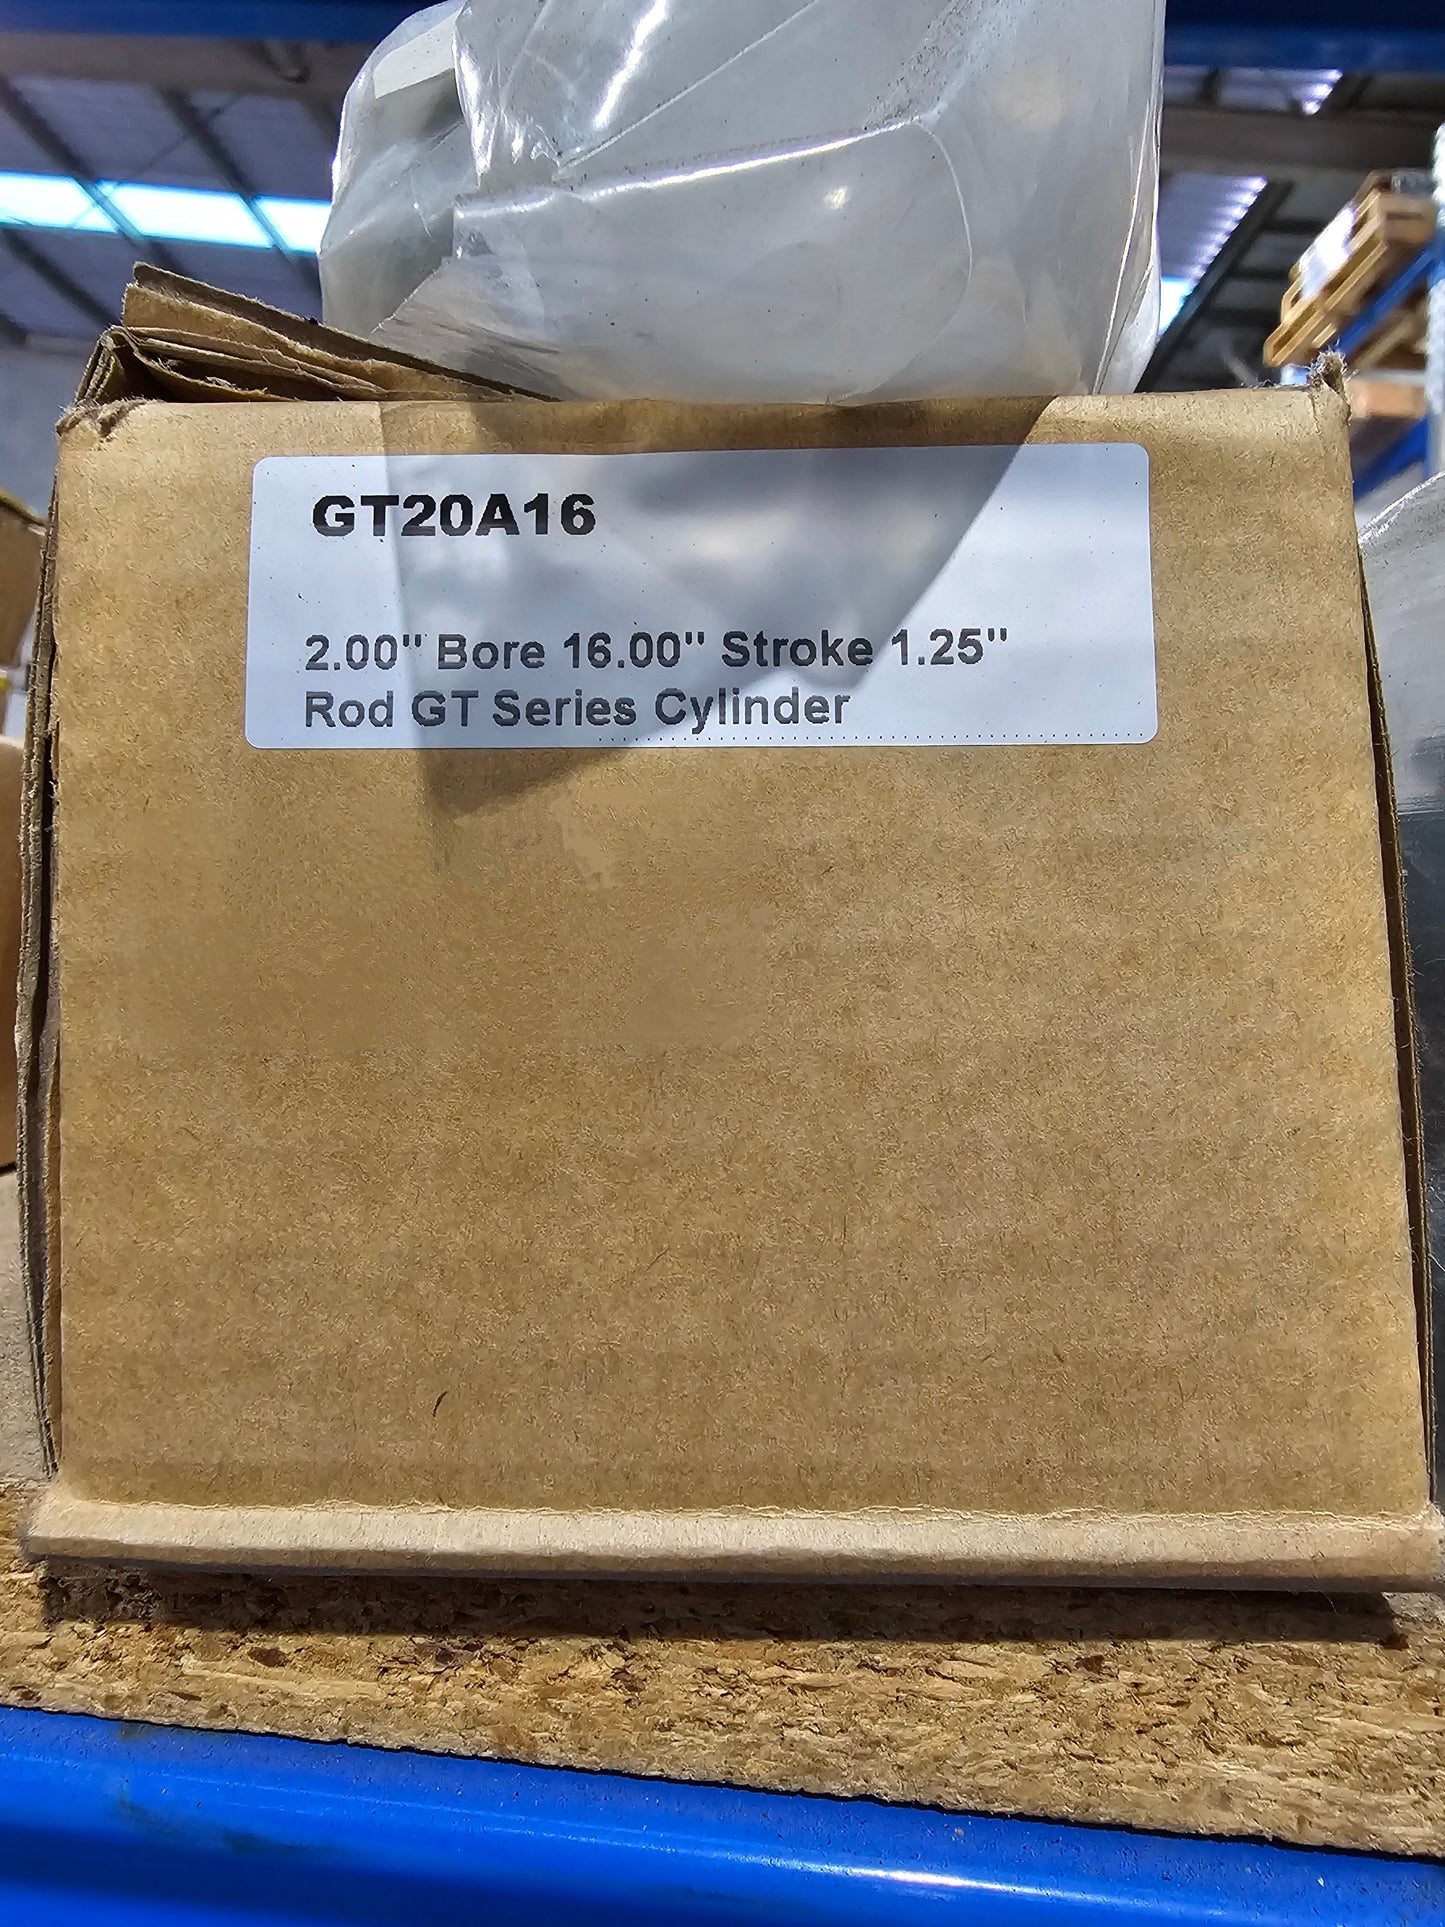 GT20A16
2.00" Bore 16.00" Stroke 1.25"
Rod GT Series Cylinder